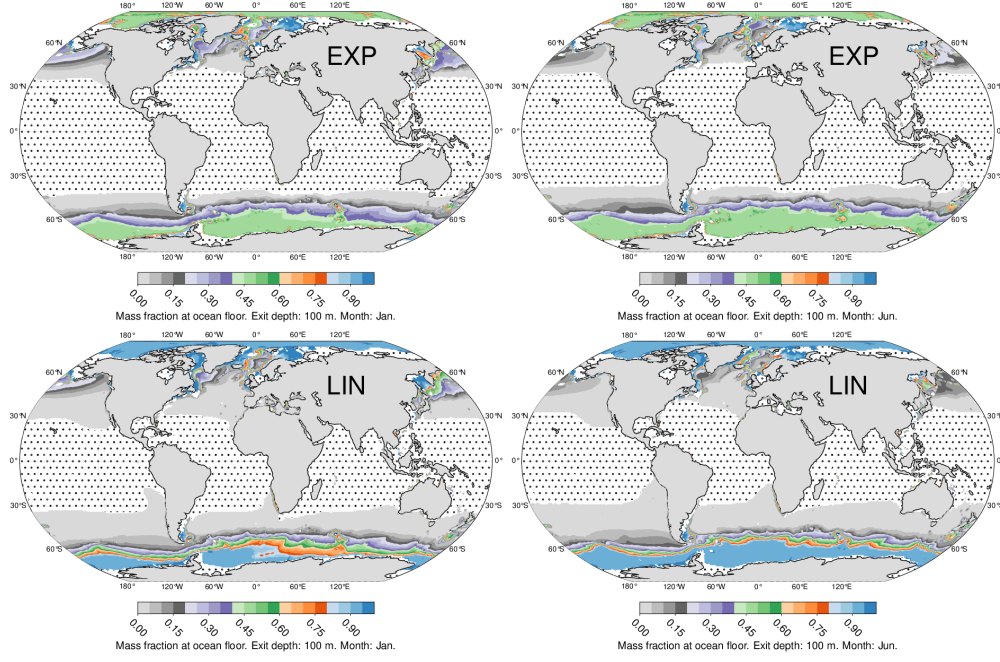 180° 120°W 60°W 0° 60°E 120°E
180° 120°W 60°W 0° 60°E 120°E
60°N 60°N
60°N 60°N
EXP
EXP
30°N 30°N
30°N 30°N
0° 0°
0° 0°
30°S 30°S
30°S 30°S
60°S 60°S
60°S 60°S
180° 120°W 60°W 0° 60°E 120°E
180° 120°W 60°W 0° 60°E 120°E
0.00 0.15 0.30 0.45 0.60 0.75 0.90
0.00 0.15 0.30 0.45 0.60 0.75 0.90
Mass fraction at ocean floor. Exit depth: 100 m. Month: Jan.
Mass fraction at ocean floor. Exit depth: 100 m. Month: Jun.
180° 120°W 60°W 0° 60°E 120°E
180° 120°W 60°W 0° 60°E 120°E
60°N 60°N
60°N 60°N
LIN
LIN
30°N 30°N
30°N 30°N
0° 0°
0° 0°
30°S 30°S
30°S 30°S
60°S 60°S
60°S 60°S
180° 120°W 60°W 0° 60°E 120°E
180° 120°W 60°W 0° 60°E 120°E
0.00 0.15 0.30 0.45 0.60 0.75 0.90
0.00 0.15 0.30 0.45 0.60 0.75 0.90
Mass fraction at ocean floor. Exit depth: 100 m. Month: Jan.
Mass fraction at ocean floor. Exit depth: 100 m. Month: Jun.